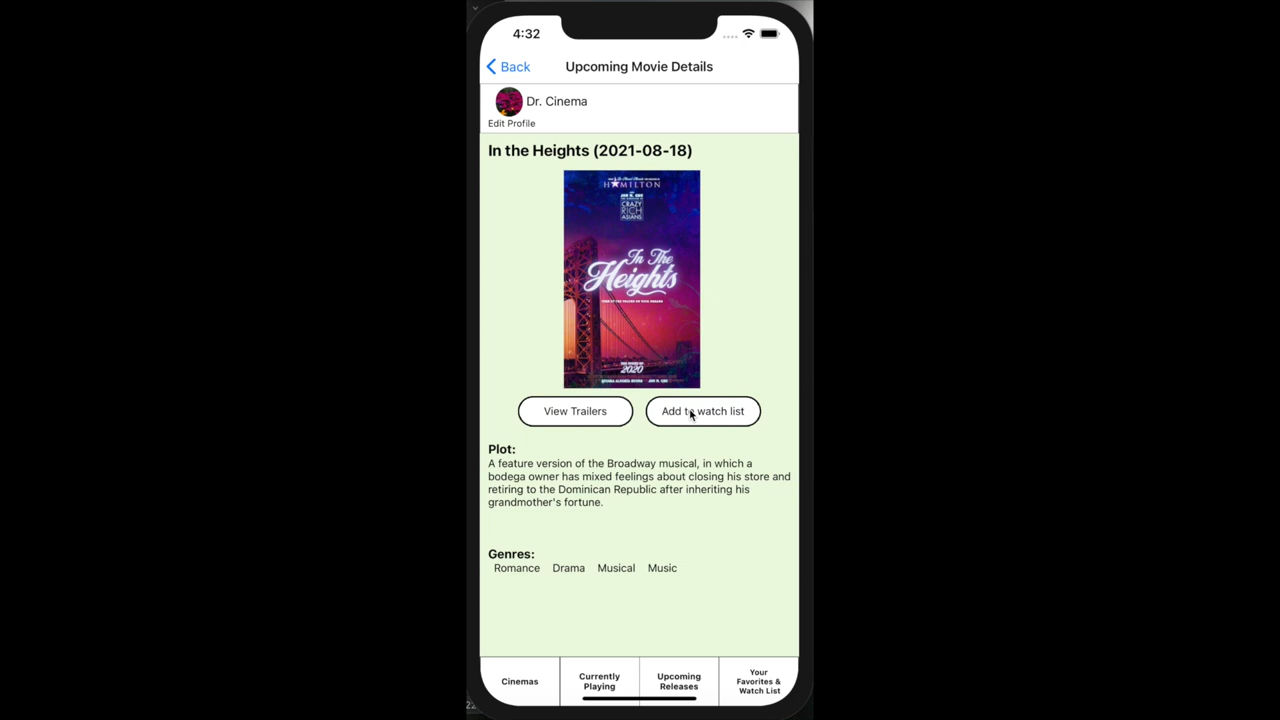 4:32
Back
Upcoming Movie Details
Dr. Cinema
Edit Profile
In the Heights (2021-08-18)
HAMILTON
CRAZY
RICH
ASIANS
In The
Heights
2020
View Trailers
Add to watch list
Plot:
A feature version of the Broadway musical, in which a
bodega owner has mixed feelings about closing his store and
retiring to the Dominican Republic after inheriting his
grandmother's fortune.
Genres:
Romance Drama Musical Music
Cinemas
Currently
Playing
Upcoming
Releases
Your
Favorites &
Watch List